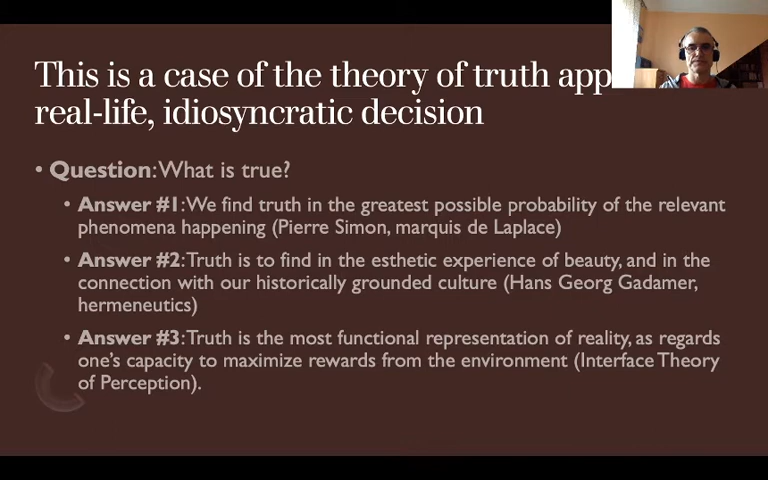 This is a case of the theory of truth app
real-life, idiosyncratic decision
• Question: What is true?
• Answer #1: We find truth in the greatest possible probability of the relevant
phenomena happening (Pierre Simon, marquis de Laplace)
• Answer #2: Truth is to find in the esthetic experience of beauty, and in the
connection with our historically grounded culture (Hans Georg Gadamer,
hermeneutics)
• Answer #3: Truth is the most functional representation of reality, as regards
one's capacity to maximize rewards from the environment (Interface Theory
of Perception).